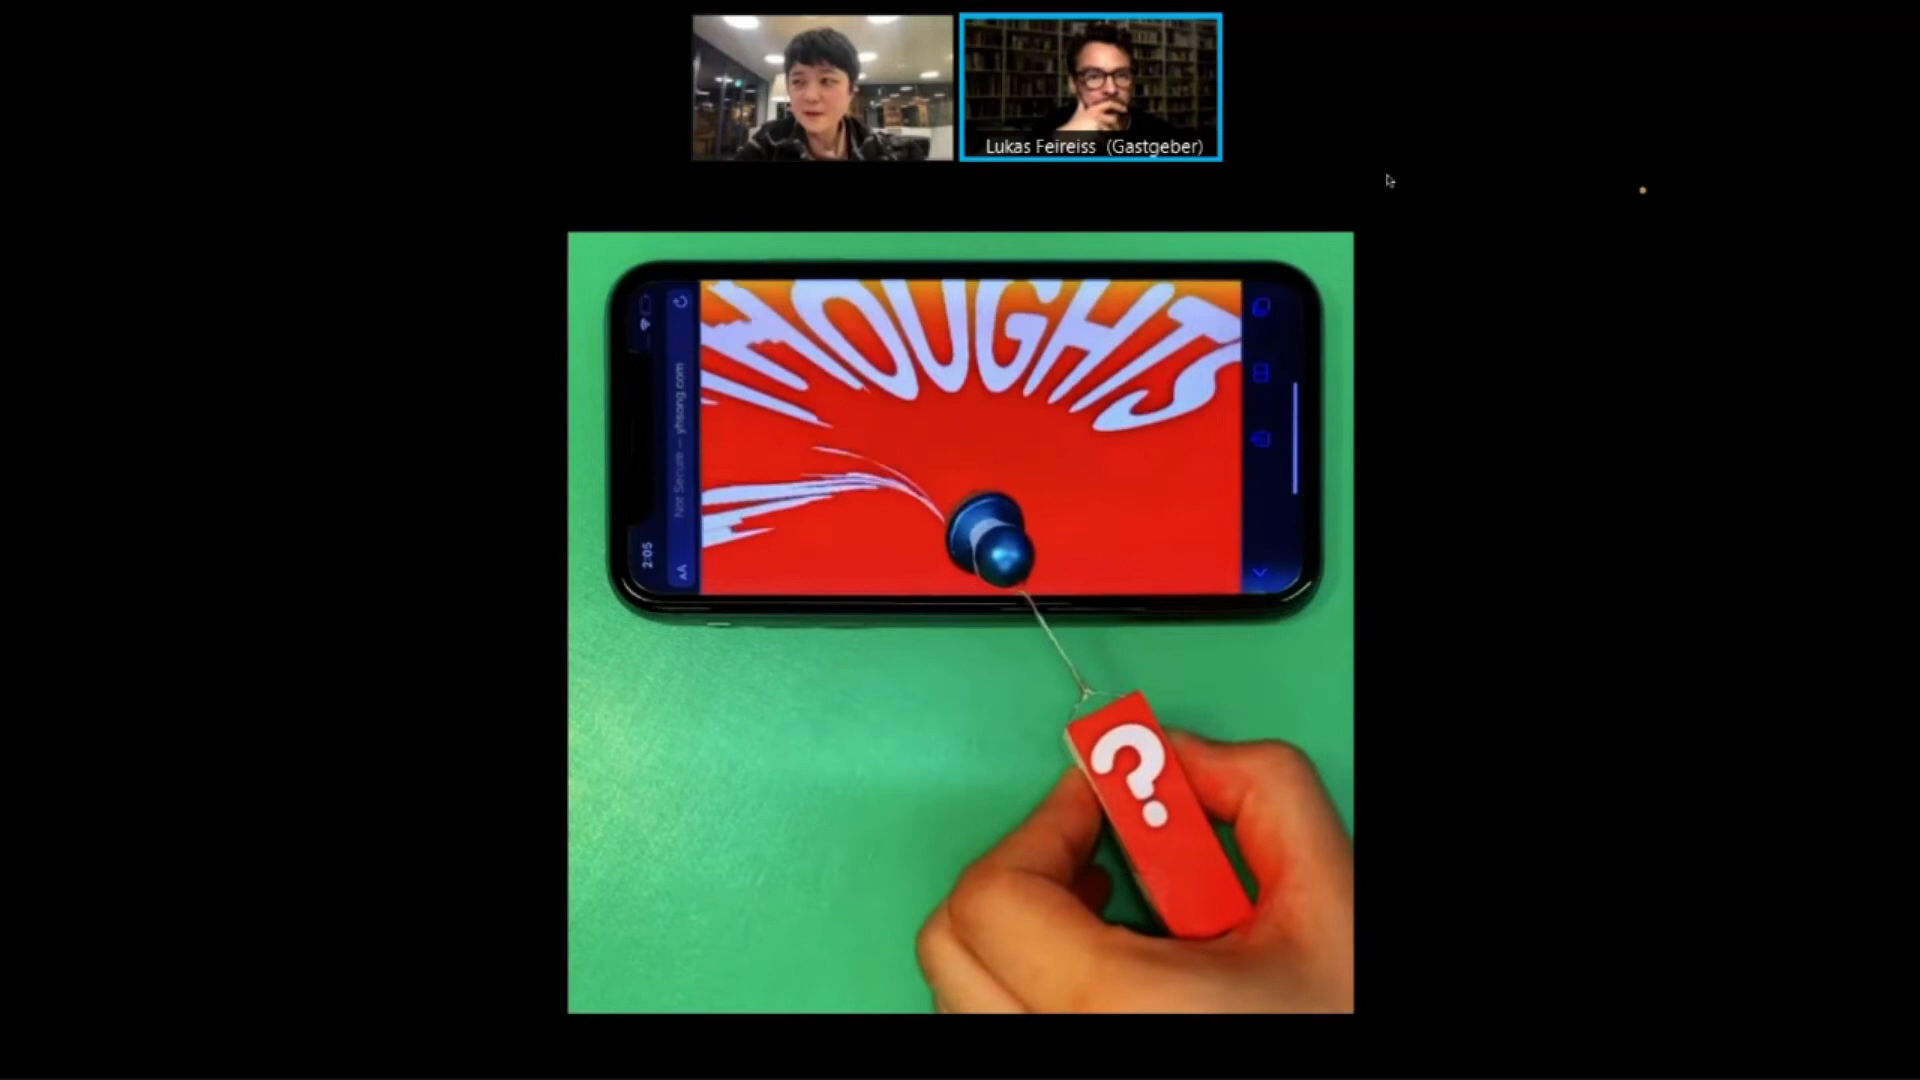 Lukas Feireiss (Gastgeber)
THOUGHTS
2:05
AA
Not Secure — yhsong.com
?